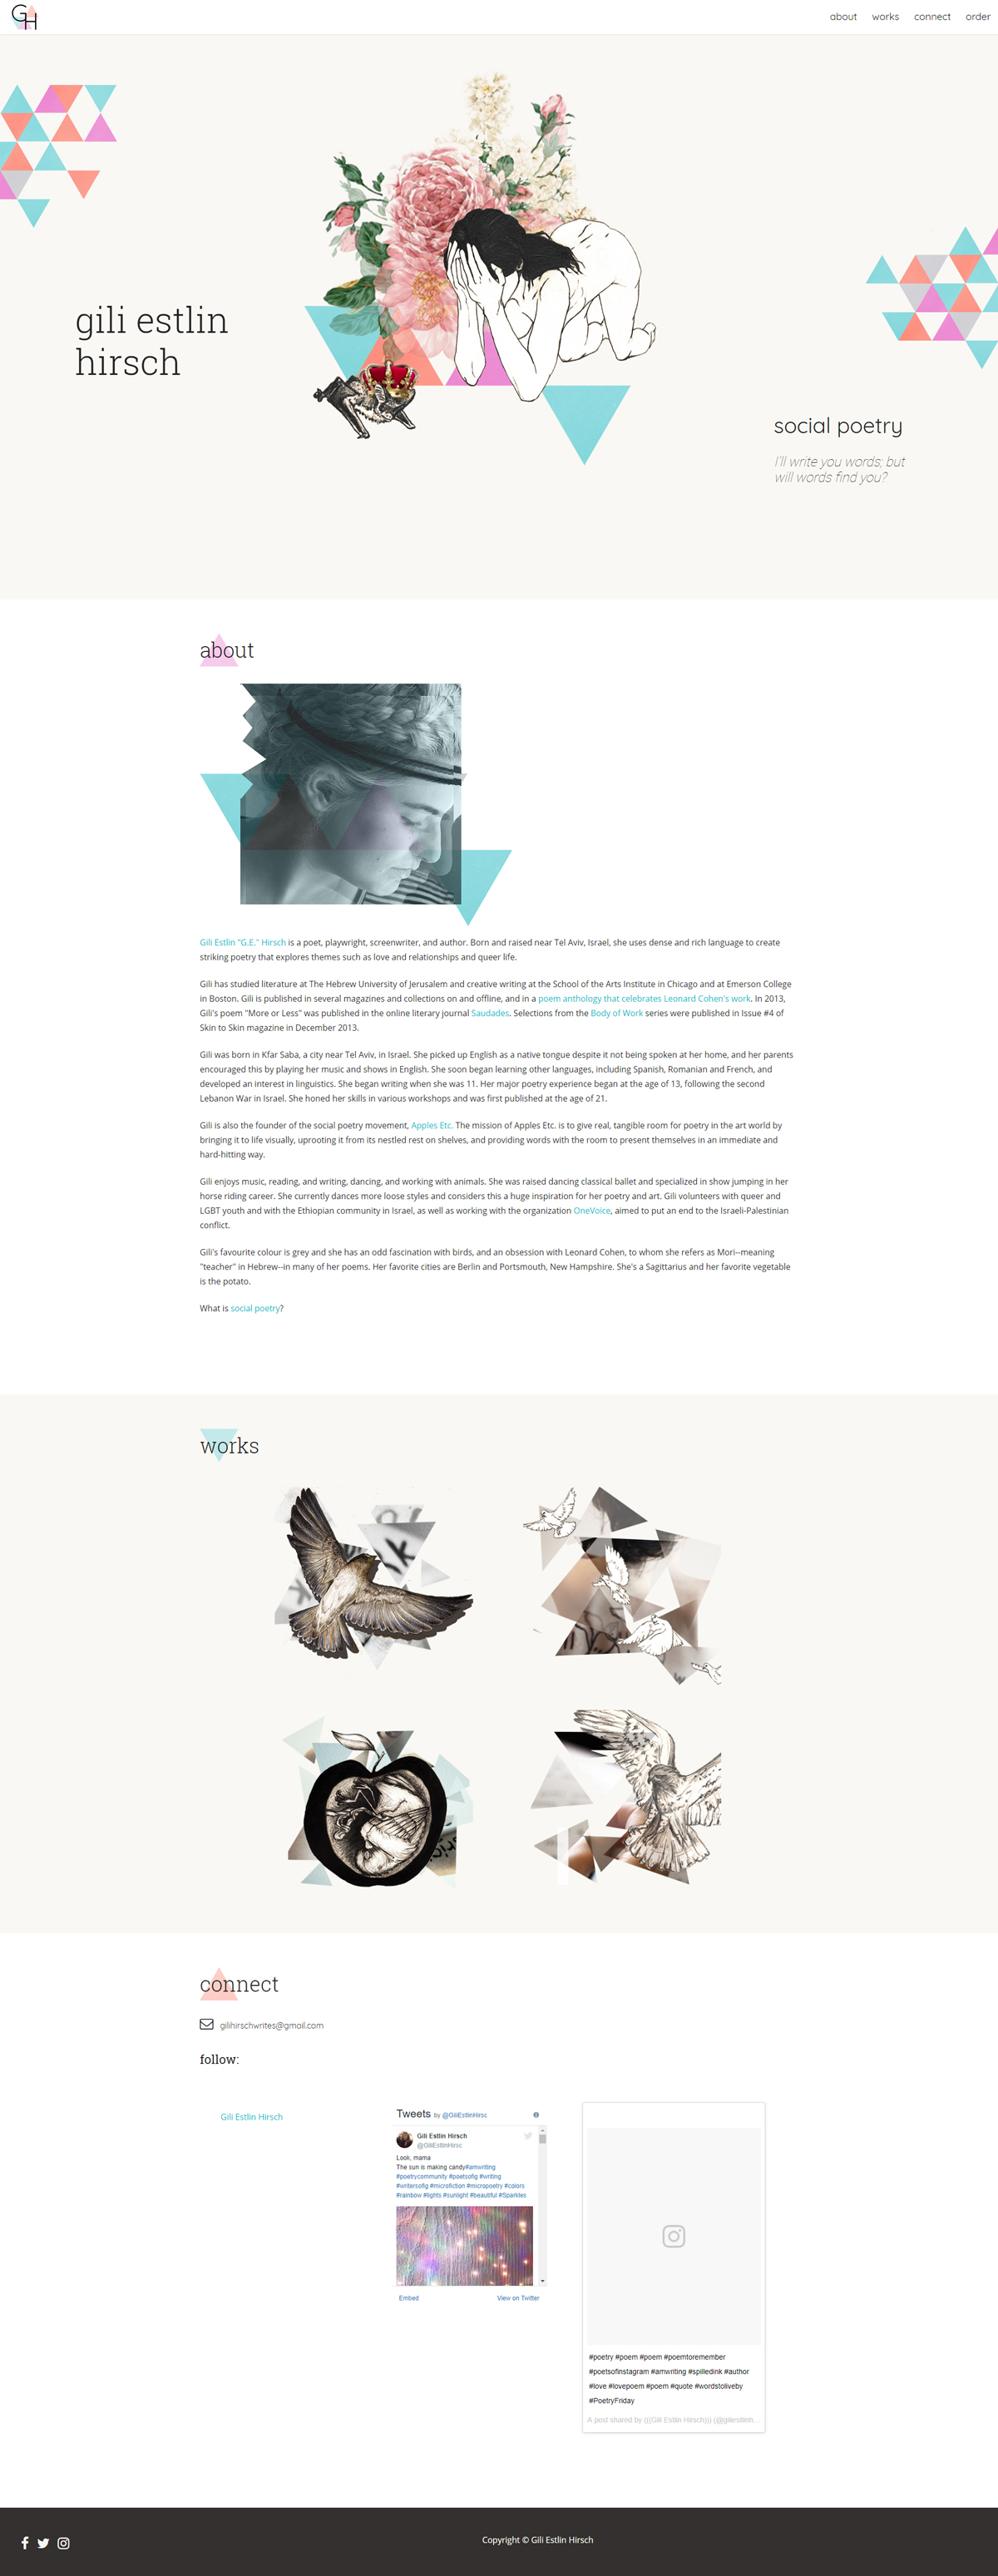 GH
about works connect order
gili estlin
hirsch
social poetry
I'll write you words; but
will words find you?
about
Gili Estlin "G.E." Hirsch is a poet, playwright, screenwriter, and author. Born and raised near Tel Aviv, Israel, she uses dense and rich language to create
striking poetry that explores themes such as love and relationships and queer life.
Gili has studied literature at The Hebrew University of Jerusalem and creative writing at the School of the Arts Institute in Chicago and at Emerson College
in Boston. Gili is published in several magazines and collections on and offline, and in a poem anthology that celebrates Leonard Cohen's work. In 2013,
Gili's poem "More or Less" was published in the online literary journal Saudades. Selections from the Body of Work series were published in Issue #4 of
Skin to Skin magazine in December 2013.
Gili was born in Kfar Saba, a city near Tel Aviv, in Israel. She picked up English as a native tongue despite it not being spoken at her home, and her parents
encouraged this by playing her music and shows in English. She soon began learning other languages, including Spanish, Romanian and French, and
developed an interest in linguistics. She began writing when she was 11. Her major poetry experience began at the age of 13, following the second
Lebanon War in Israel. She honed her skills in various workshops and was first published at the age of 21.
Gili is also the founder of the social poetry movement, Apples Etc. The mission of Apples Etc. is to give real, tangible room for poetry in the art world by
bringing it to life visually, uprooting it from its nestled rest on shelves, and providing words with the room to present themselves in an immediate and
hard-hitting way.
Gili enjoys music, reading, and writing, dancing, and working with animals. She was raised dancing classical ballet and specialized in show jumping in her
horse riding career. She currently dances more loose styles and considers this a huge inspiration for her poetry and art. Gili volunteers with queer and
LGBT youth and with the Ethiopian community in Israel, as well as working with the organization OneVoice, aimed to put an end to the Israeli-Palestinian
conflict.
Gili's favourite colour is grey and she has an odd fascination with birds, and an obsession with Leonard Cohen, to whom she refers as Mori--meaning
"teacher" in Hebrew--in many of her poems. Her favorite cities are Berlin and Portsmouth, New Hampshire. She's a Sagittarius and her favorite vegetable
is the potato.
What is social poetry?
works
connect
gilihirschwrites@gmail.com
follow:
Gili Estlin Hirsch
Tweets by @GiliEstlinHirsc
Gili Estlin Hirsch
@GiliEstlinHirsc
Look, mama
The sun is making candy#amwriting
#poetrycommunity #poetsofig #writing
#writersofig #microfiction #micropoetry #colors
#rainbow #lights #sunlight #beautiful #Sparkles
Embed View on Twitter
#poetry #poem #poem #poemtoremember
#poetsofinstagram #amwriting #spilledink #author
#love #lovepoem #poem #quote #wordstoliveby
#PoetryFriday
A post shared by (((Gili Estlin Hirsch))) (@giliestlinh...
Copyright © Gili Estlin Hirsch